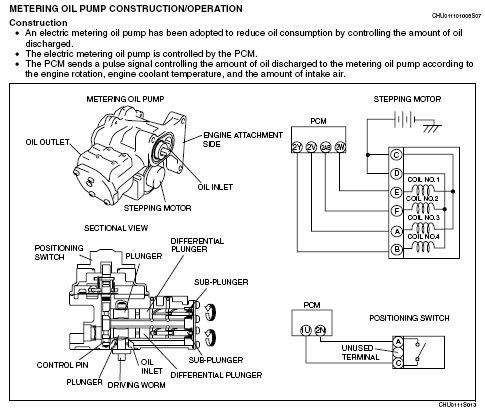 METERING OIL PUMP CONSTRUCTION/OPERATION
CHU011101008S07
Construction
• An electric metering oil pump has been adopted to reduce oil consumption by controlling the amount of oil
discharged.
• The electric metering oil pump is controlled by the PCM.
• The PCM sends a pulse signal controlling the amount of oil discharged to the metering oil pump according to
the engine rotation, engine coolant temperature, and the amount of intake air.
METERING OIL PUMP
OIL OUTLET
ENGINE ATTACHMENT
SIDE
OIL INLET
STEPPING MOTOR
STEPPING MOTOR
PCM
2Y 2V 2AB 2W
C
D
E
F
A
B
COIL NO.1
COIL NO.2
COIL NO.3
COIL NO.4
SECTIONAL VIEW
POSITIONING
SWITCH
PLUNGER
DIFFERENTIAL
PLUNGER
SUB-PLUNGER
CONTROL PIN
PLUNGER
DRIVING WORM
OIL
INLET
SUB-PLUNGER
DIFFERENTIAL PLUNGER
PCM
1U 2N
POSITIONING SWITCH
UNUSED
TERMINAL
A
B
C
CHU0111S013